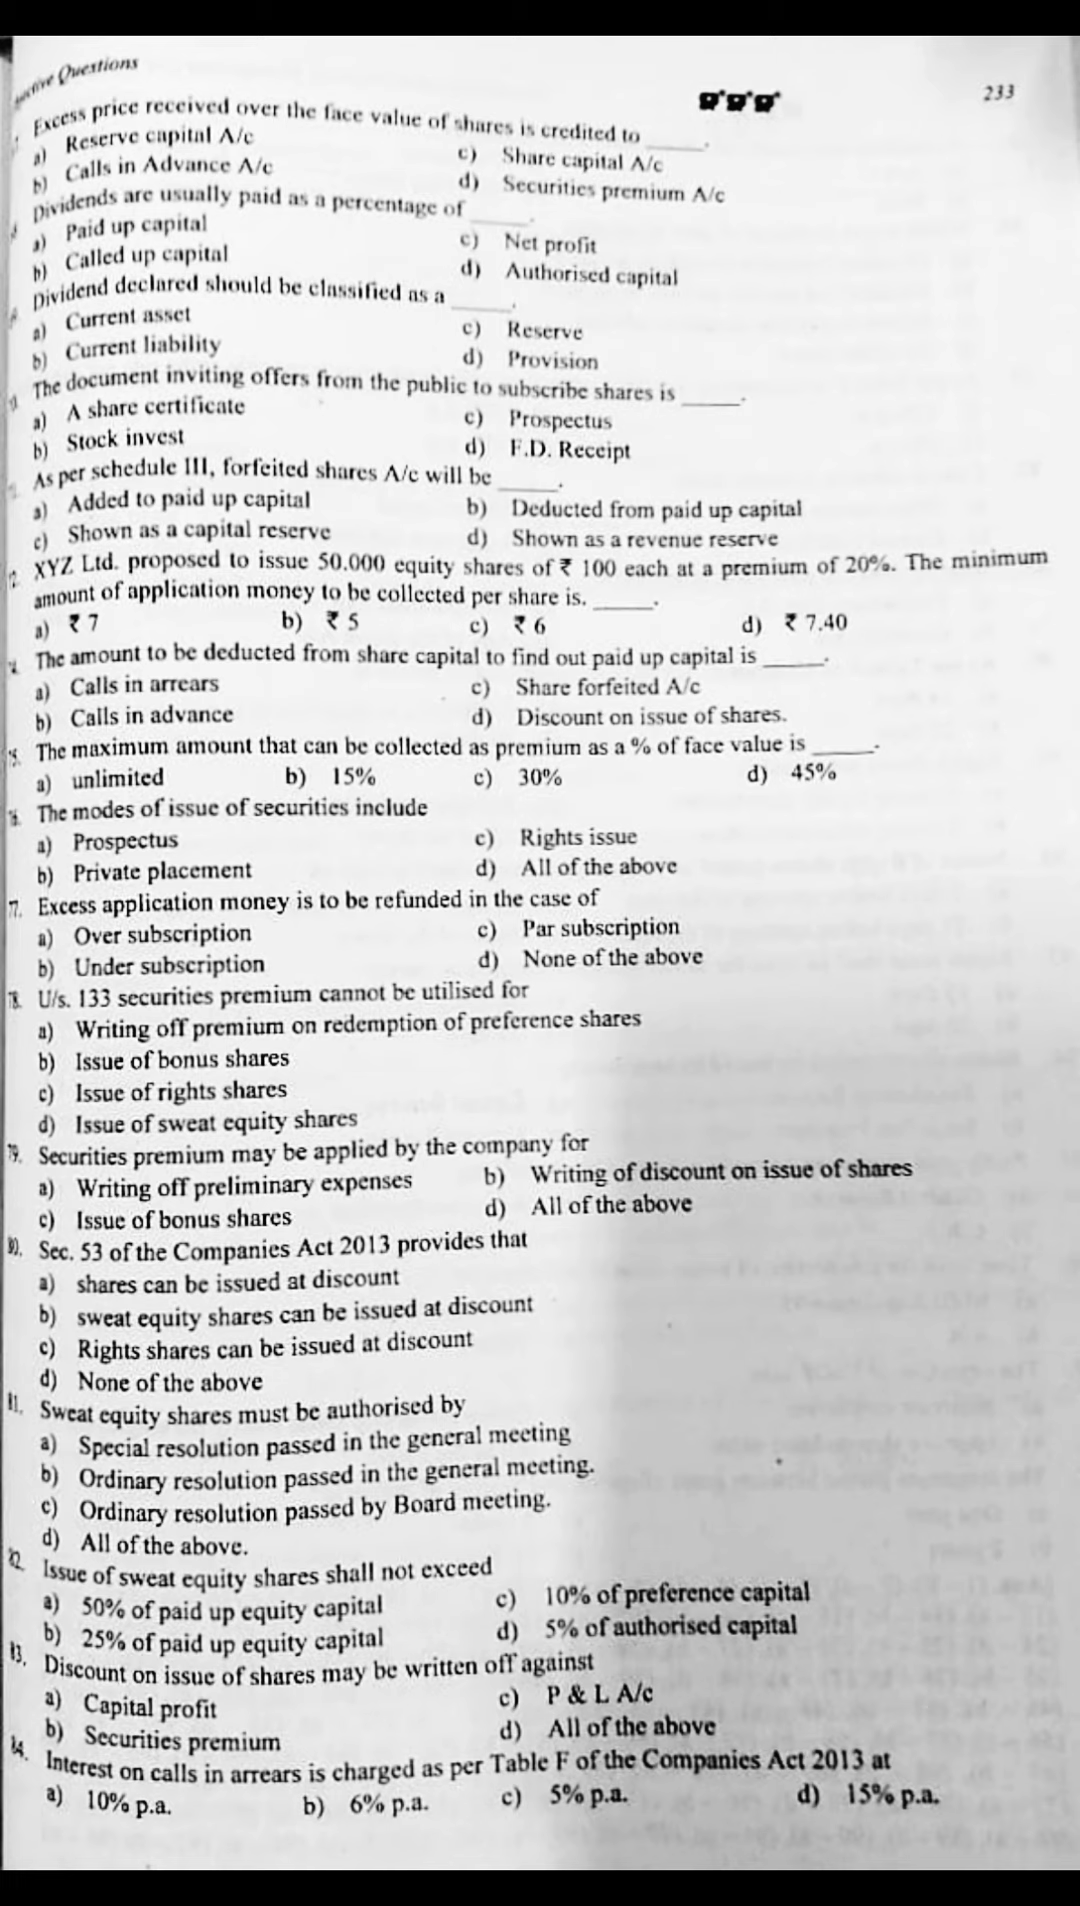 Questions
233
Excess price received over the face value of shares is credited to ______.
a) Reserve capital A/c
c) Share capital A/c
b) Calls in Advance A/c
d) Securities premium A/c
Dividends are usually paid as a percentage of ______.
a) Paid up capital
c) Net profit
b) Called up capital
d) Authorised capital
Dividend declared should be classified as a ______.
a) Current asset
c) Reserve
b) Current liability
d) Provision
The document inviting offers from the public to subscribe shares is ______.
a) A share certificate
c) Prospectus
b) Stock invest
d) F.D. Receipt
As per schedule III, forfeited shares A/c will be ______.
a) Added to paid up capital b) Deducted from paid up capital
c) Shown as a capital reserve d) Shown as a revenue reserve
XYZ Ltd. proposed to issue 50.000 equity shares of ₹ 100 each at a premium of 20%. The minimum
amount of application money to be collected per share is. ______.
a) ₹ 7 b) ₹ 5 c) ₹ 6 d) ₹ 7.40
The amount to be deducted from share capital to find out paid up capital is ______.
a) Calls in arrears c) Share forfeited A/c
b) Calls in advance d) Discount on issue of shares.
The maximum amount that can be collected as premium as a % of face value is ______.
a) unlimited b) 15% c) 30% d) 45%
The modes of issue of securities include
a) Prospectus c) Rights issue
b) Private placement d) All of the above
77. Excess application money is to be refunded in the case of
a) Over subscription c) Par subscription
b) Under subscription d) None of the above
78. U/s. 133 securities premium cannot be utilised for
a) Writing off premium on redemption of preference shares
b) Issue of bonus shares
c) Issue of rights shares
d) Issue of sweat equity shares
79. Securities premium may be applied by the company for
a) Writing off preliminary expenses b) Writing of discount on issue of shares
c) Issue of bonus shares d) All of the above
80. Sec. 53 of the Companies Act 2013 provides that
a) shares can be issued at discount
b) sweat equity shares can be issued at discount
c) Rights shares can be issued at discount
d) None of the above
81. Sweat equity shares must be authorised by
a) Special resolution passed in the general meeting
b) Ordinary resolution passed in the general meeting.
c) Ordinary resolution passed by Board meeting.
d) All of the above.
82. Issue of sweat equity shares shall not exceed
a) 50% of paid up equity capital c) 10% of preference capital
b) 25% of paid up equity capital d) 5% of authorised capital
83. Discount on issue of shares may be written off against
a) Capital profit c) P & L A/c
b) Securities premium d) All of the above
84. Interest on calls in arrears is charged as per Table F of the Companies Act 2013 at
a) 10% p.a. b) 6% p.a. c) 5% p.a. d) 15% p.a.